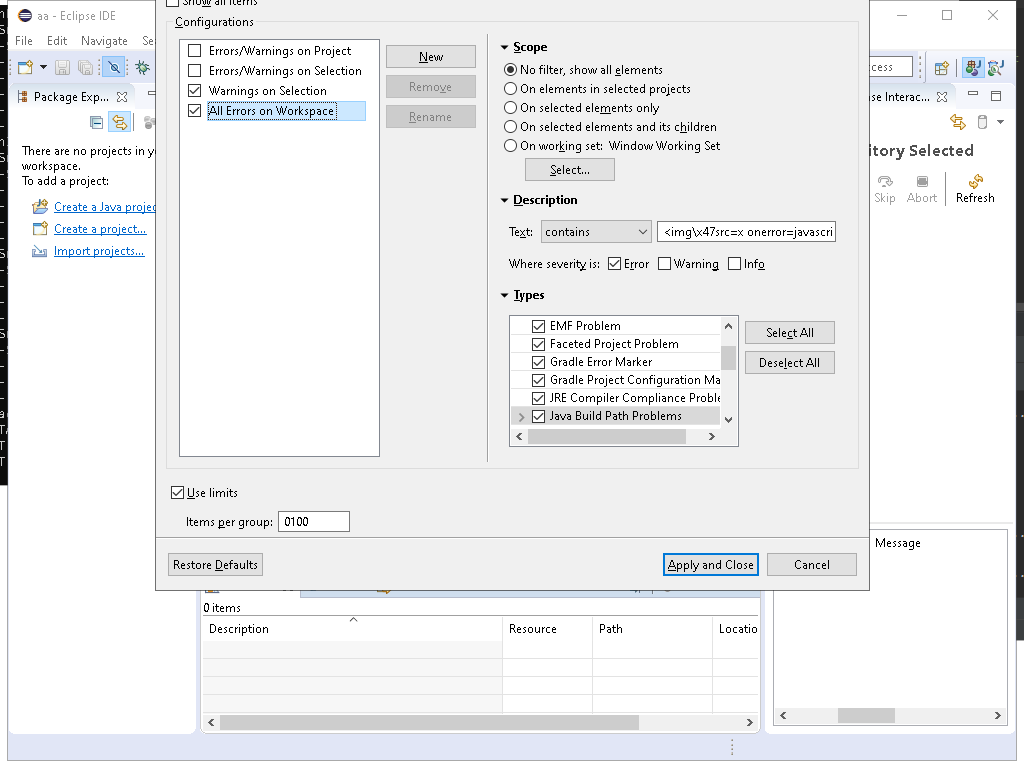 aa - Eclipse IDE
File Edit Navigate Se
Package Exp...
There are no projects in y
workspace.
To add a project:
Create a Java projec
Create a project...
Import projects...
Show all items
Configurations
Errors/Warnings on Project
Errors/Warnings on Selection
Warnings on Selection
All Errors on Workspace
New
Remove
Rename
Scope
No filter, show all elements
On elements in selected projects
On selected elements only
On selected elements and its children
On working set: Window Working Set
Select...
Description
Text: contains <img\x47src=x onerror=javascri
Where severity is: Error Warning Info
Types
EMF Problem
Faceted Project Problem
Gradle Error Marker
Gradle Project Configuration Ma
JRE Compiler Compliance Proble
Java Build Path Problems
Select All
Deselect All
Use limits
Items per group: 0100
Restore Defaults
Apply and Close
Cancel
cess
se Interac...
itory Selected
Skip Abort Refresh
Message
0 items
Description Resource Path Locatio